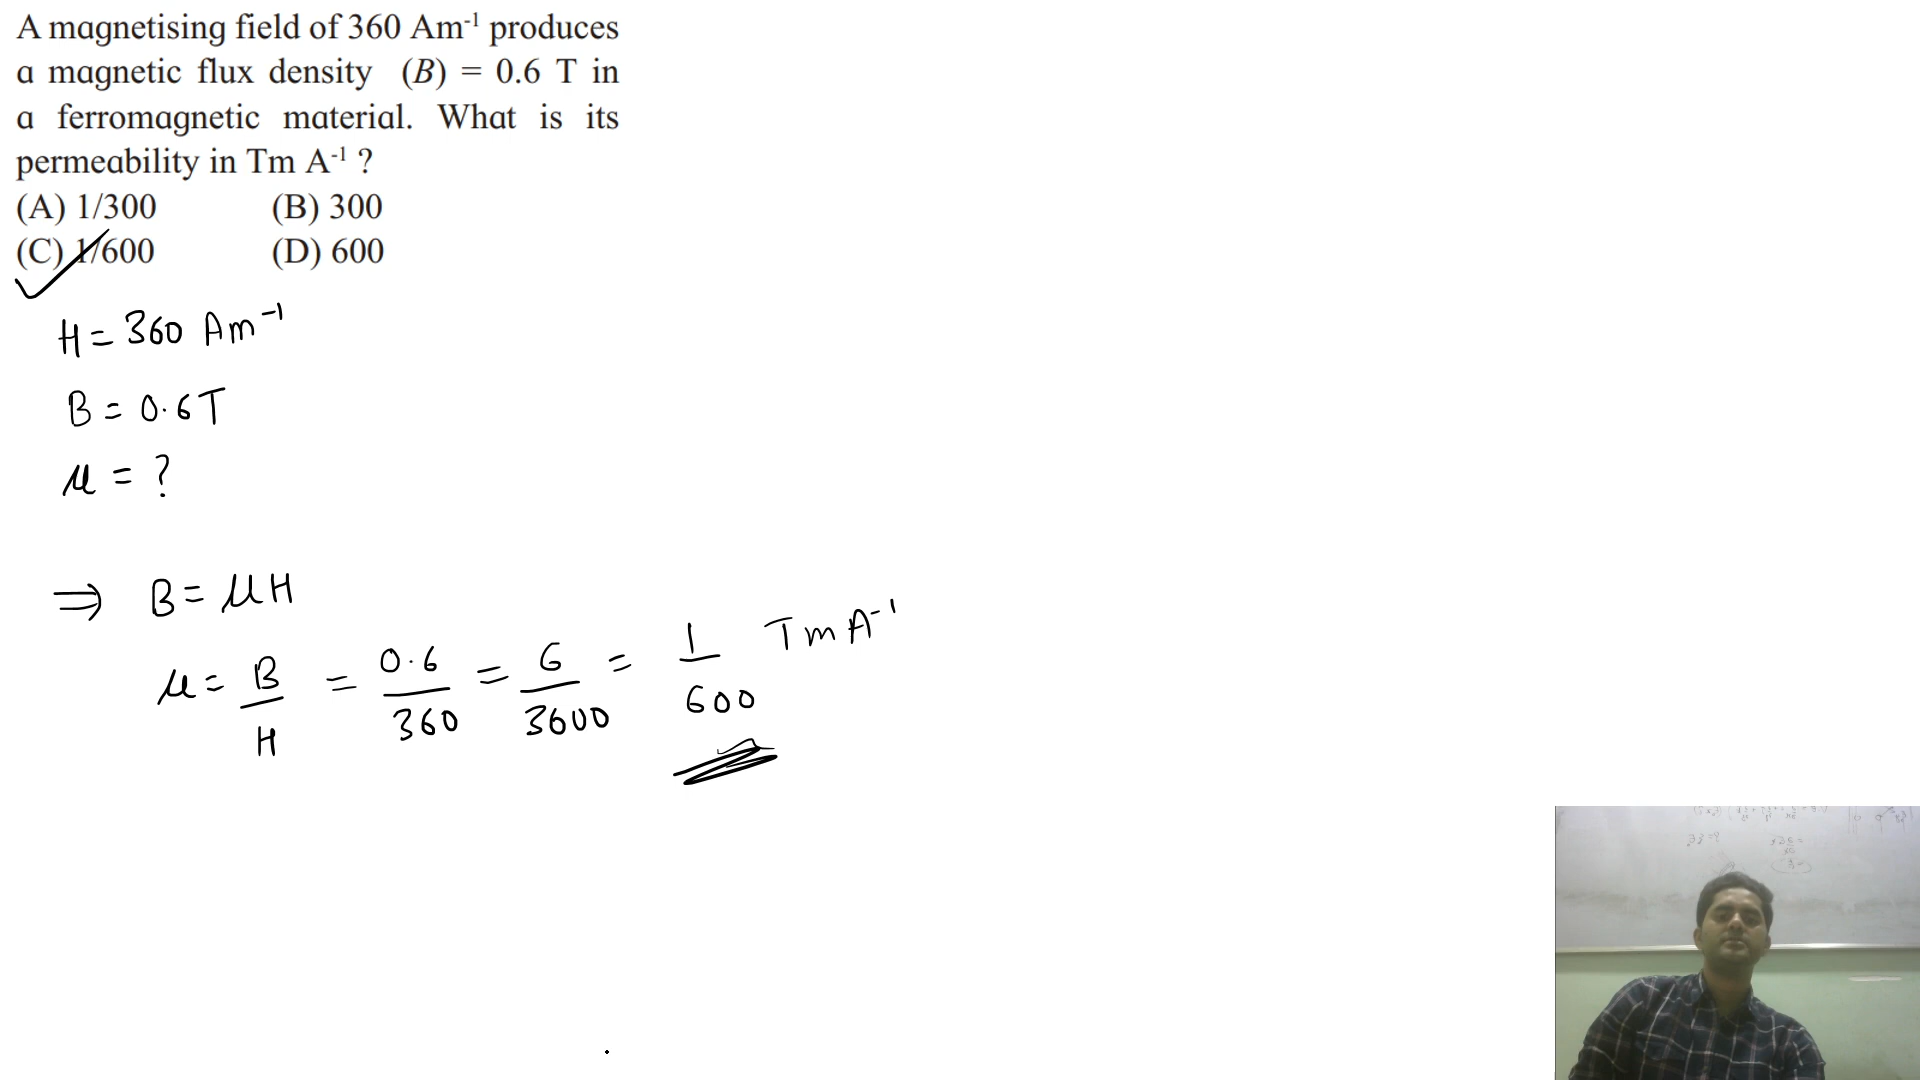 A magnetising field of 360 Am⁻¹ produces
a magnetic flux density (B) = 0.6 T in
a ferromagnetic material. What is its
permeability in Tm A⁻¹ ?
(A) 1/300 (B) 300
(C) 1/600 (D) 600
H = 360 Am⁻¹
B = 0.6T
μ = ?
⇒ B = μH
μ = B/H = 0.6/360 = 6/3600 = 1/600 TmA⁻¹